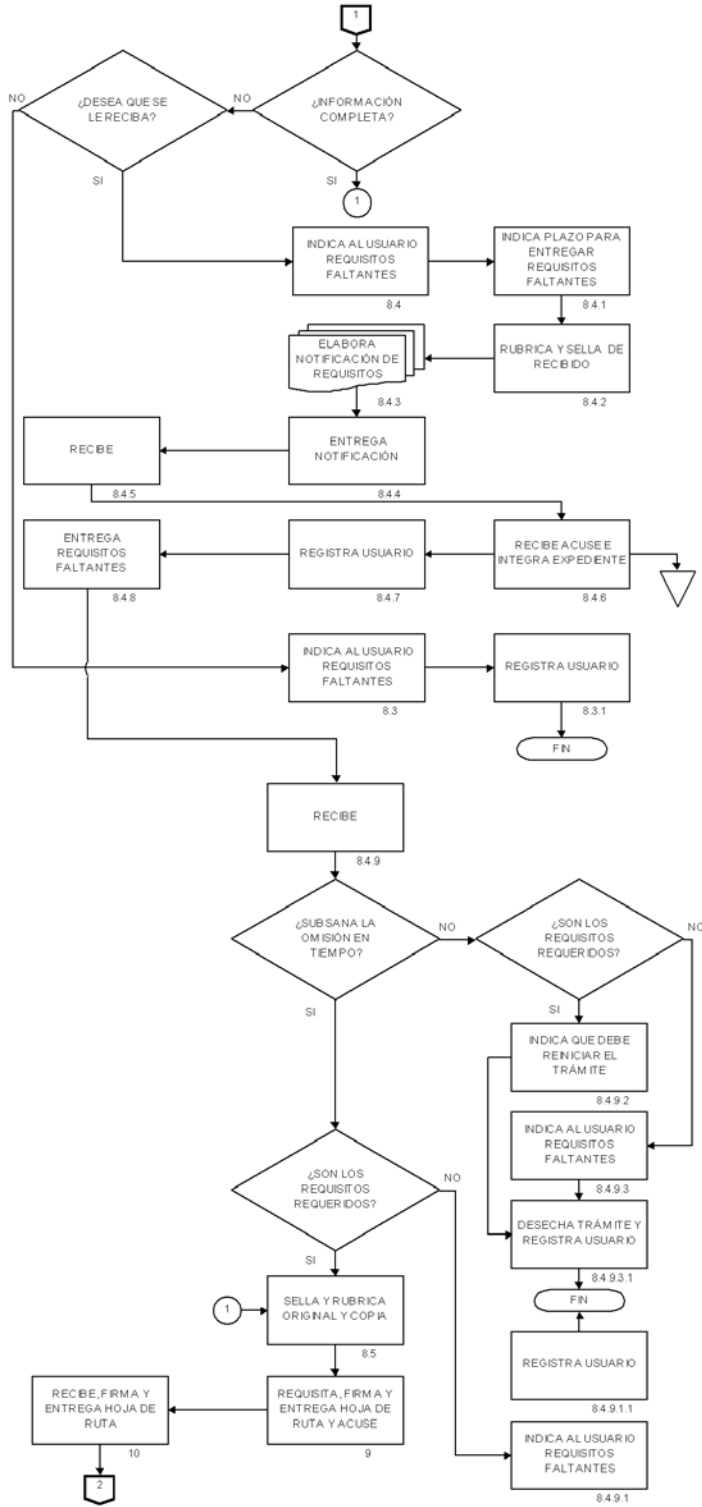 1
NO
¿DESEA QUE SE
LE RECIBA?
NO
¿INFORMACIÓN
COMPLETA?
SI
SI
1
INDICA AL USUARIO
REQUISITOS
FALTANTES
8.4
INDICA PLAZO PARA
ENTREGAR
REQUISITOS
FALTANTES
8.4.1
ELABORA
NOTIFICACIÓN DE
REQUISITOS
8.4.3
RUBRICA Y SELLA DE
RECIBIDO
8.4.2
RECIBE
8.4.5
ENTREGA
NOTIFICACIÓN
8.4.4
ENTREGA
REQUISITOS
FALTANTES
8.4.8
REGISTRA USUARIO
8.4.7
RECIBE ACUSE E
INTEGRA EXPEDIENTE
8.4.6
INDICA AL USUARIO
REQUISITOS
FALTANTES
8.3
REGISTRA USUARIO
8.3.1
FIN
RECIBE
8.4.9
¿SUBSANA LA
OMISIÓN EN
TIEMPO?
NO
¿SON LOS
REQUISITOS
REQUERIDOS?
NO
SI
SI
INDICA QUE DEBE
REINICIAR EL
TRÁMITE
8.4.9.2
INDICA AL USUARIO
REQUISITOS
FALTANTES
8.4.9.3
¿SON LOS
REQUISITOS
REQUERIDOS?
NO
SI
DESECHA TRÁMITE Y
REGISTRA USUARIO
8.4.9.3.1
FIN
1
SELLA Y RUBRICA
ORIGINAL Y COPIA
8.5
REGISTRA USUARIO
8.4.9.1.1
RECIBE, FIRMA Y
ENTREGA HOJA DE
RUTA
10
REQUISITA, FIRMA Y
ENTREGA HOJA DE
RUTA Y ACUSE
9
INDICA AL USUARIO
REQUISITOS
FALTANTES
8.4.9.1
2